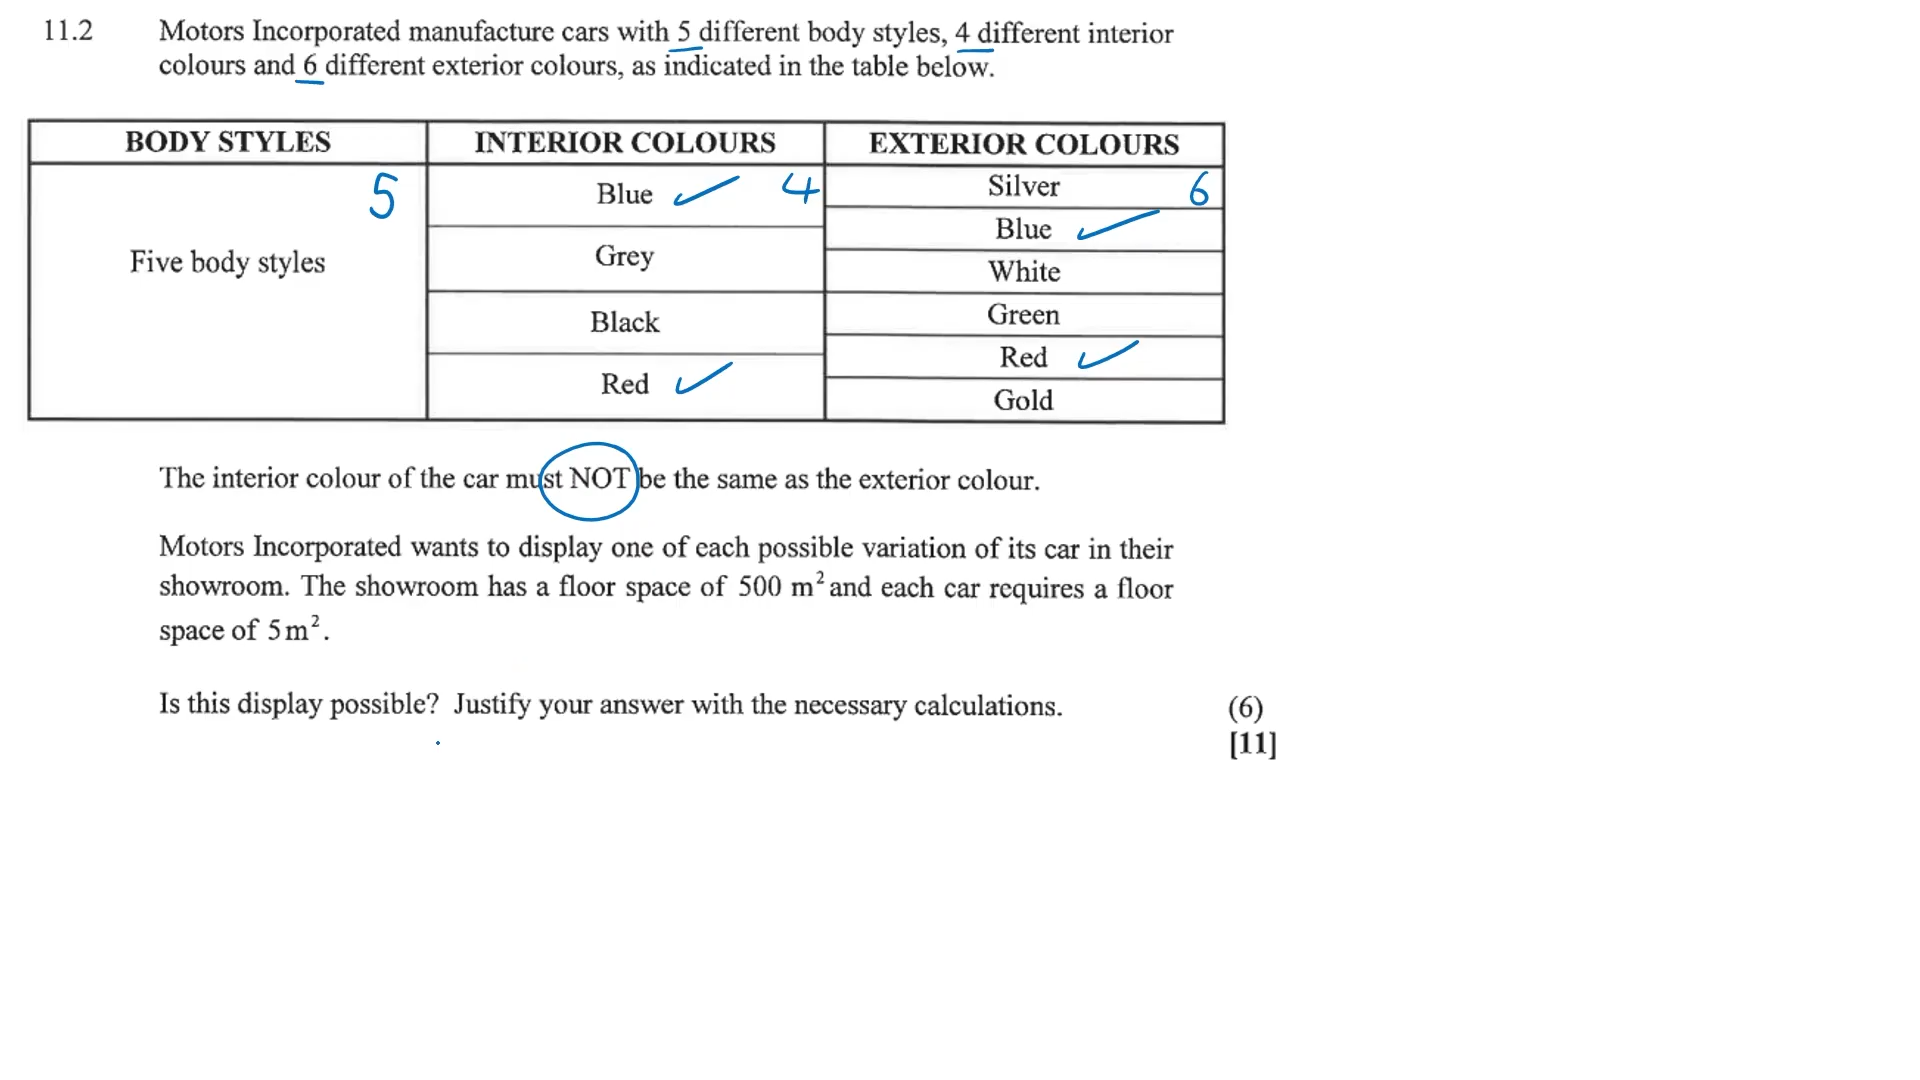 11.2 Motors Incorporated manufacture cars with 5 different body styles, 4 different interior
colours and 6 different exterior colours, as indicated in the table below.
BODY STYLES INTERIOR COLOURS EXTERIOR COLOURS
5
Five body styles
Blue 4
Grey
Black
Red
Silver 6
Blue
White
Green
Red
Gold
The interior colour of the car must NOT be the same as the exterior colour.
Motors Incorporated wants to display one of each possible variation of its car in their
showroom. The showroom has a floor space of 500 m² and each car requires a floor
space of 5 m².
Is this display possible? Justify your answer with the necessary calculations. (6)
[11]